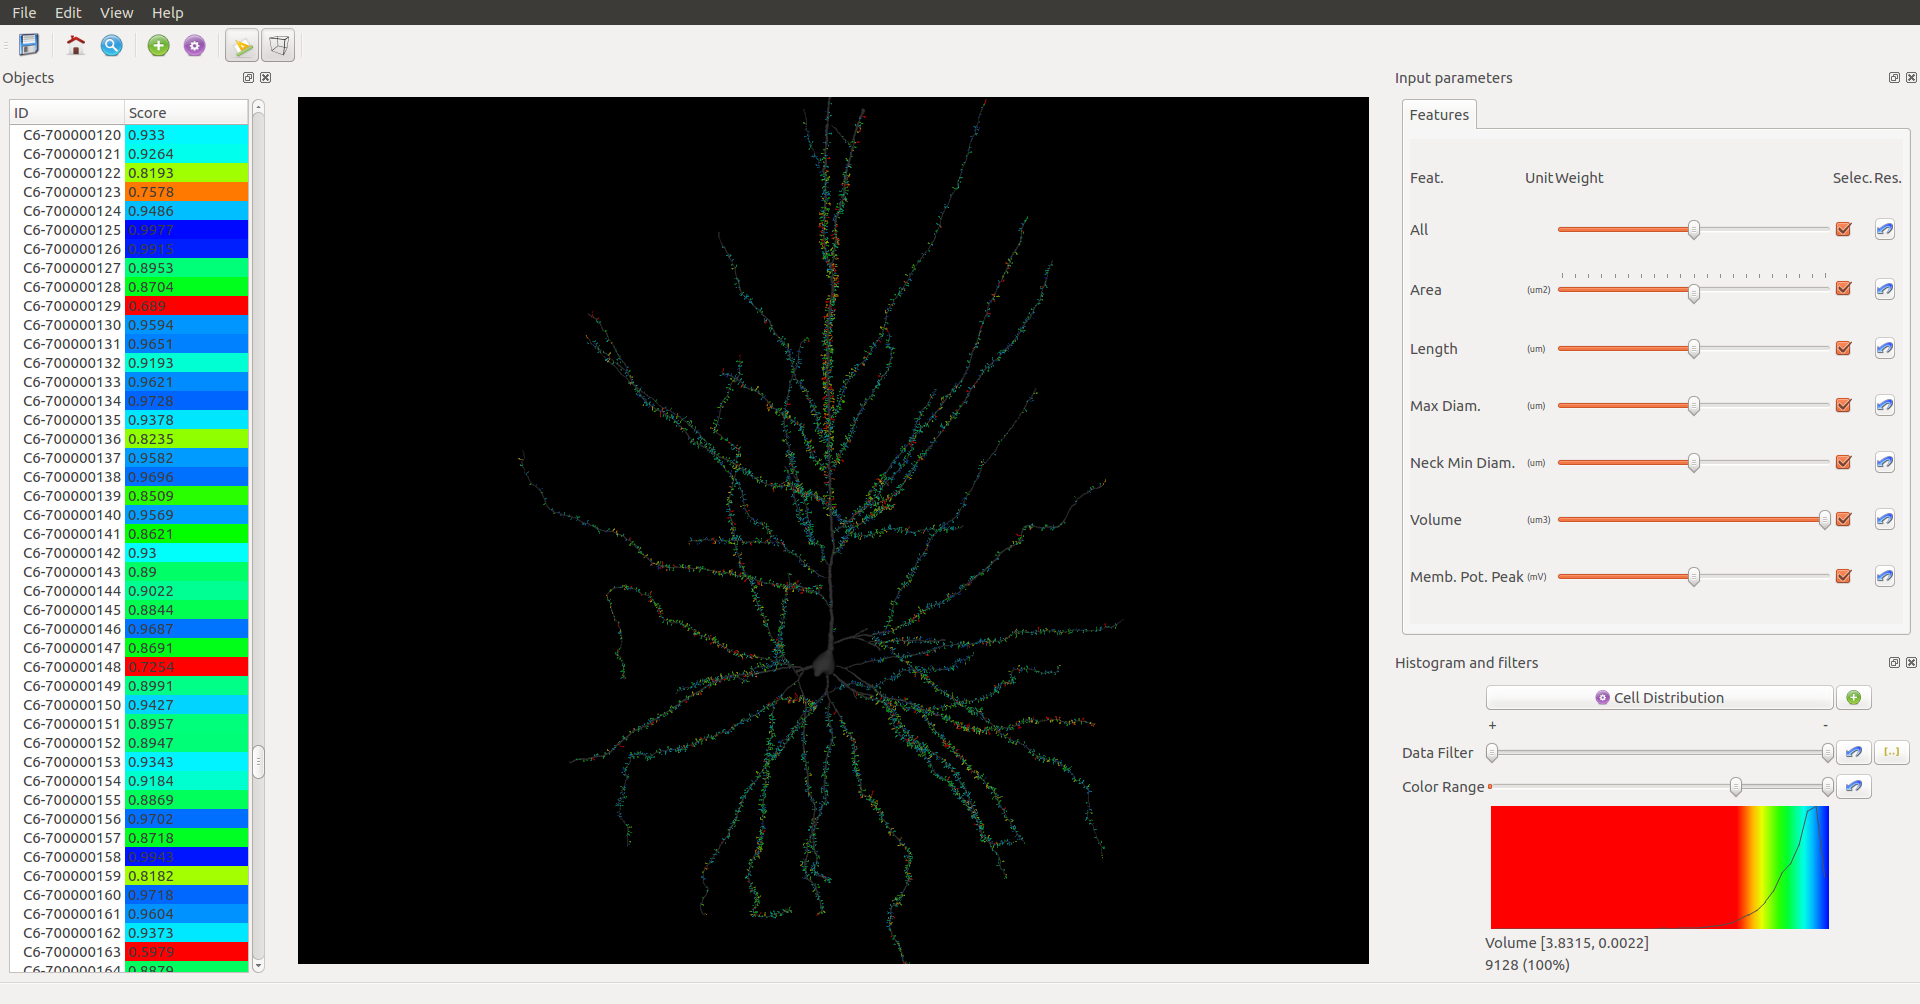 File Edit View Help
Objects
ID Score
C6-700000120 0.933
C6-700000121 0.9264
C6-700000122 0.8193
C6-700000123 0.7578
C6-700000124 0.9486
C6-700000125 0.9977
C6-700000126 0.9915
C6-700000127 0.8953
C6-700000128 0.8704
C6-700000129 0.689
C6-700000130 0.9594
C6-700000131 0.9651
C6-700000132 0.9193
C6-700000133 0.9621
C6-700000134 0.9728
C6-700000135 0.9378
C6-700000136 0.8235
C6-700000137 0.9582
C6-700000138 0.9696
C6-700000139 0.8509
C6-700000140 0.9569
C6-700000141 0.8621
C6-700000142 0.93
C6-700000143 0.89
C6-700000144 0.9022
C6-700000145 0.8844
C6-700000146 0.9687
C6-700000147 0.8691
C6-700000148 0.7254
C6-700000149 0.8991
C6-700000150 0.9427
C6-700000151 0.8957
C6-700000152 0.8947
C6-700000153 0.9343
C6-700000154 0.9184
C6-700000155 0.8869
C6-700000156 0.9702
C6-700000157 0.8718
C6-700000158 0.9943
C6-700000159 0.8182
C6-700000160 0.9718
C6-700000161 0.9604
C6-700000162 0.9373
C6-700000163 0.5979
C6-700000164 0.8879
Input parameters
Features
Feat. Unit Weight Selec. Res.
All
Area (um2)
Length (um)
Max Diam. (um)
Neck Min Diam. (um)
Volume (um3)
Memb. Pot. Peak (mV)
Histogram and filters
Cell Distribution
+ -
Data Filter [..]
Color Range
Volume [3.8315, 0.0022]
9128 (100%)